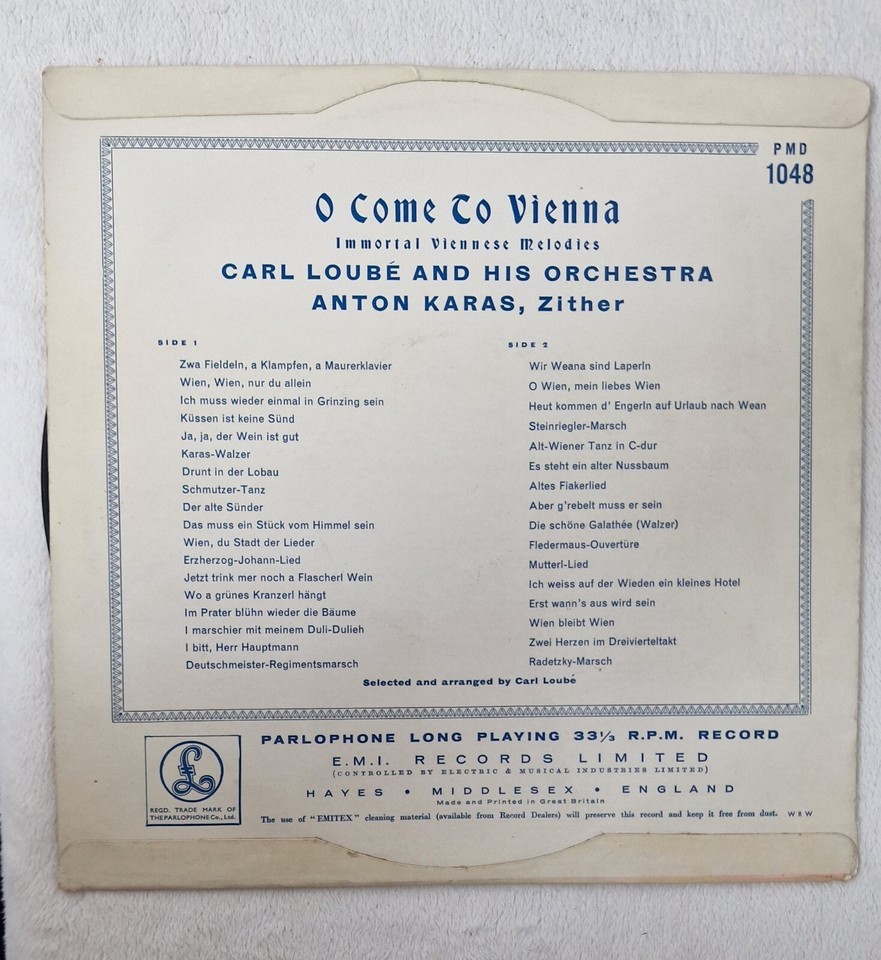 PMD
1048
O Come To Vienna
Immortal Viennese Melodies
CARL LOUBÉ AND HIS ORCHESTRA
ANTON KARAS, Zither
SIDE 1
Zwa Fieldeln, a Klampfen, a Maurerklavier
Wien, Wien, nur du allein
Ich muss wieder einmal in Grinzing sein
Küssen ist keine Sünd
Ja, ja, der Wein ist gut
Karas-Walzer
Drunt in der Lobau
Schmutzer-Tanz
Der alte Sünder
Das muss ein Stück vom Himmel sein
Wien, du Stadt der Lieder
Erzherzog-Johann-Lied
Jetzt trink mer noch a Flascherl Wein
Wo a grünes Kranzerl hängt
Im Prater blühn wieder die Bäume
I marschier mit meinem Duli-Dulieh
I bitt, Herr Hauptmann
Deutschmeister-Regimentsmarsch
SIDE 2
Wir Weana sind Laperln
O Wien, mein liebes Wien
Heut kommen d' Engerln auf Urlaub nach Wean
Steinriegler-Marsch
Alt-Wiener Tanz in C-dur
Es steht ein alter Nussbaum
Altes Fiakerlied
Aber g'rebelt muss er sein
Die schöne Galathée (Walzer)
Fledermaus-Ouvertüre
Mutterl-Lied
Ich weiss auf der Wieden ein kleines Hotel
Erst wann's aus wird sein
Wien bleibt Wien
Zwei Herzen im Dreivierteltakt
Radetzky-Marsch
Selected and arranged by Carl Loubé
PARLOPHONE LONG PLAYING 33⅓ R.P.M. RECORD
E.M.I. RECORDS LIMITED
(CONTROLLED BY ELECTRIC & MUSICAL INDUSTRIES LIMITED)
HAYES • MIDDLESEX • ENGLAND
Made and Printed in Great Britain
The use of "EMITEX" cleaning material (available from Record Dealers) will preserve this record and keep it free from dust. W R W
£
REGD. TRADE MARK OF
THE PARLOPHONE Co., Ltd.